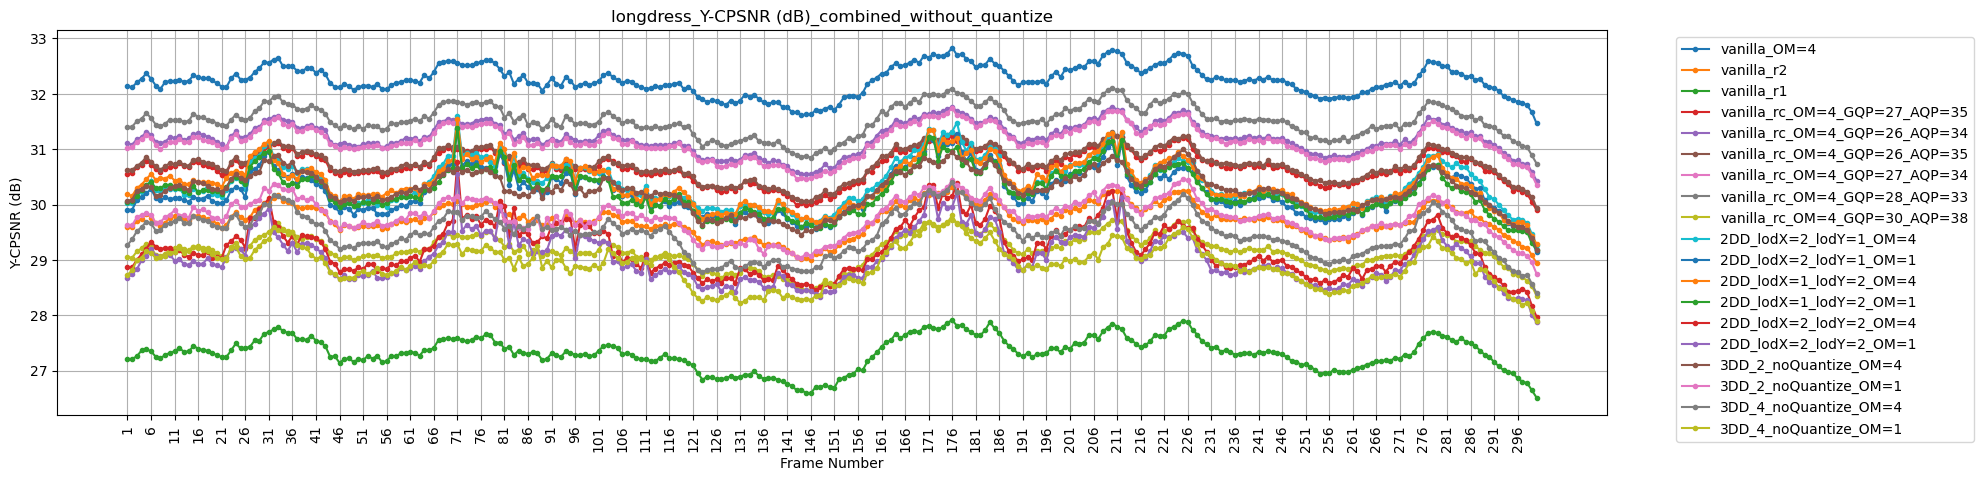 longdress_Y-CPSNR (dB)_combined_without_quantize
Y-CPSNR (dB)
33
32
31
30
29
28
27
1 6 11 16 21 26 31 36 41 46 51 56 61 66 71 76 81 86 91 96 101 106 111 116 121 126 131 136 141 146 151 156 161 166 171 176 181 186 191 196 201 206 211 216 221 226 231 236 241 246 251 256 261 266 271 276 281 286 291 296
Frame Number
vanilla_OM=4
vanilla_r2
vanilla_r1
vanilla_rc_OM=4_GQP=27_AQP=35
vanilla_rc_OM=4_GQP=26_AQP=34
vanilla_rc_OM=4_GQP=26_AQP=35
vanilla_rc_OM=4_GQP=27_AQP=34
vanilla_rc_OM=4_GQP=28_AQP=33
vanilla_rc_OM=4_GQP=30_AQP=38
2DD_lodX=2_lodY=1_OM=4
2DD_lodX=2_lodY=1_OM=1
2DD_lodX=1_lodY=2_OM=4
2DD_lodX=1_lodY=2_OM=1
2DD_lodX=2_lodY=2_OM=4
2DD_lodX=2_lodY=2_OM=1
3DD_2_noQuantize_OM=4
3DD_2_noQuantize_OM=1
3DD_4_noQuantize_OM=4
3DD_4_noQuantize_OM=1